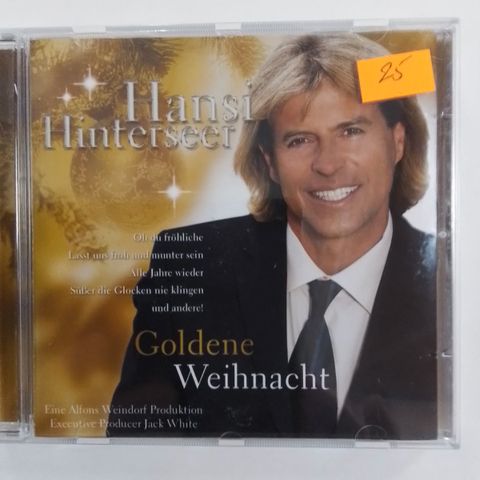 25
Hansi
Hinterseer
Oh du fröhliche
Lasst uns froh und munter sein
Alle Jahre wieder
Süßer die Glocken nie klingen
und andere!
Goldene
Weihnacht
Eine Alfons Weindorf Produktion
Executive Producer Jack White